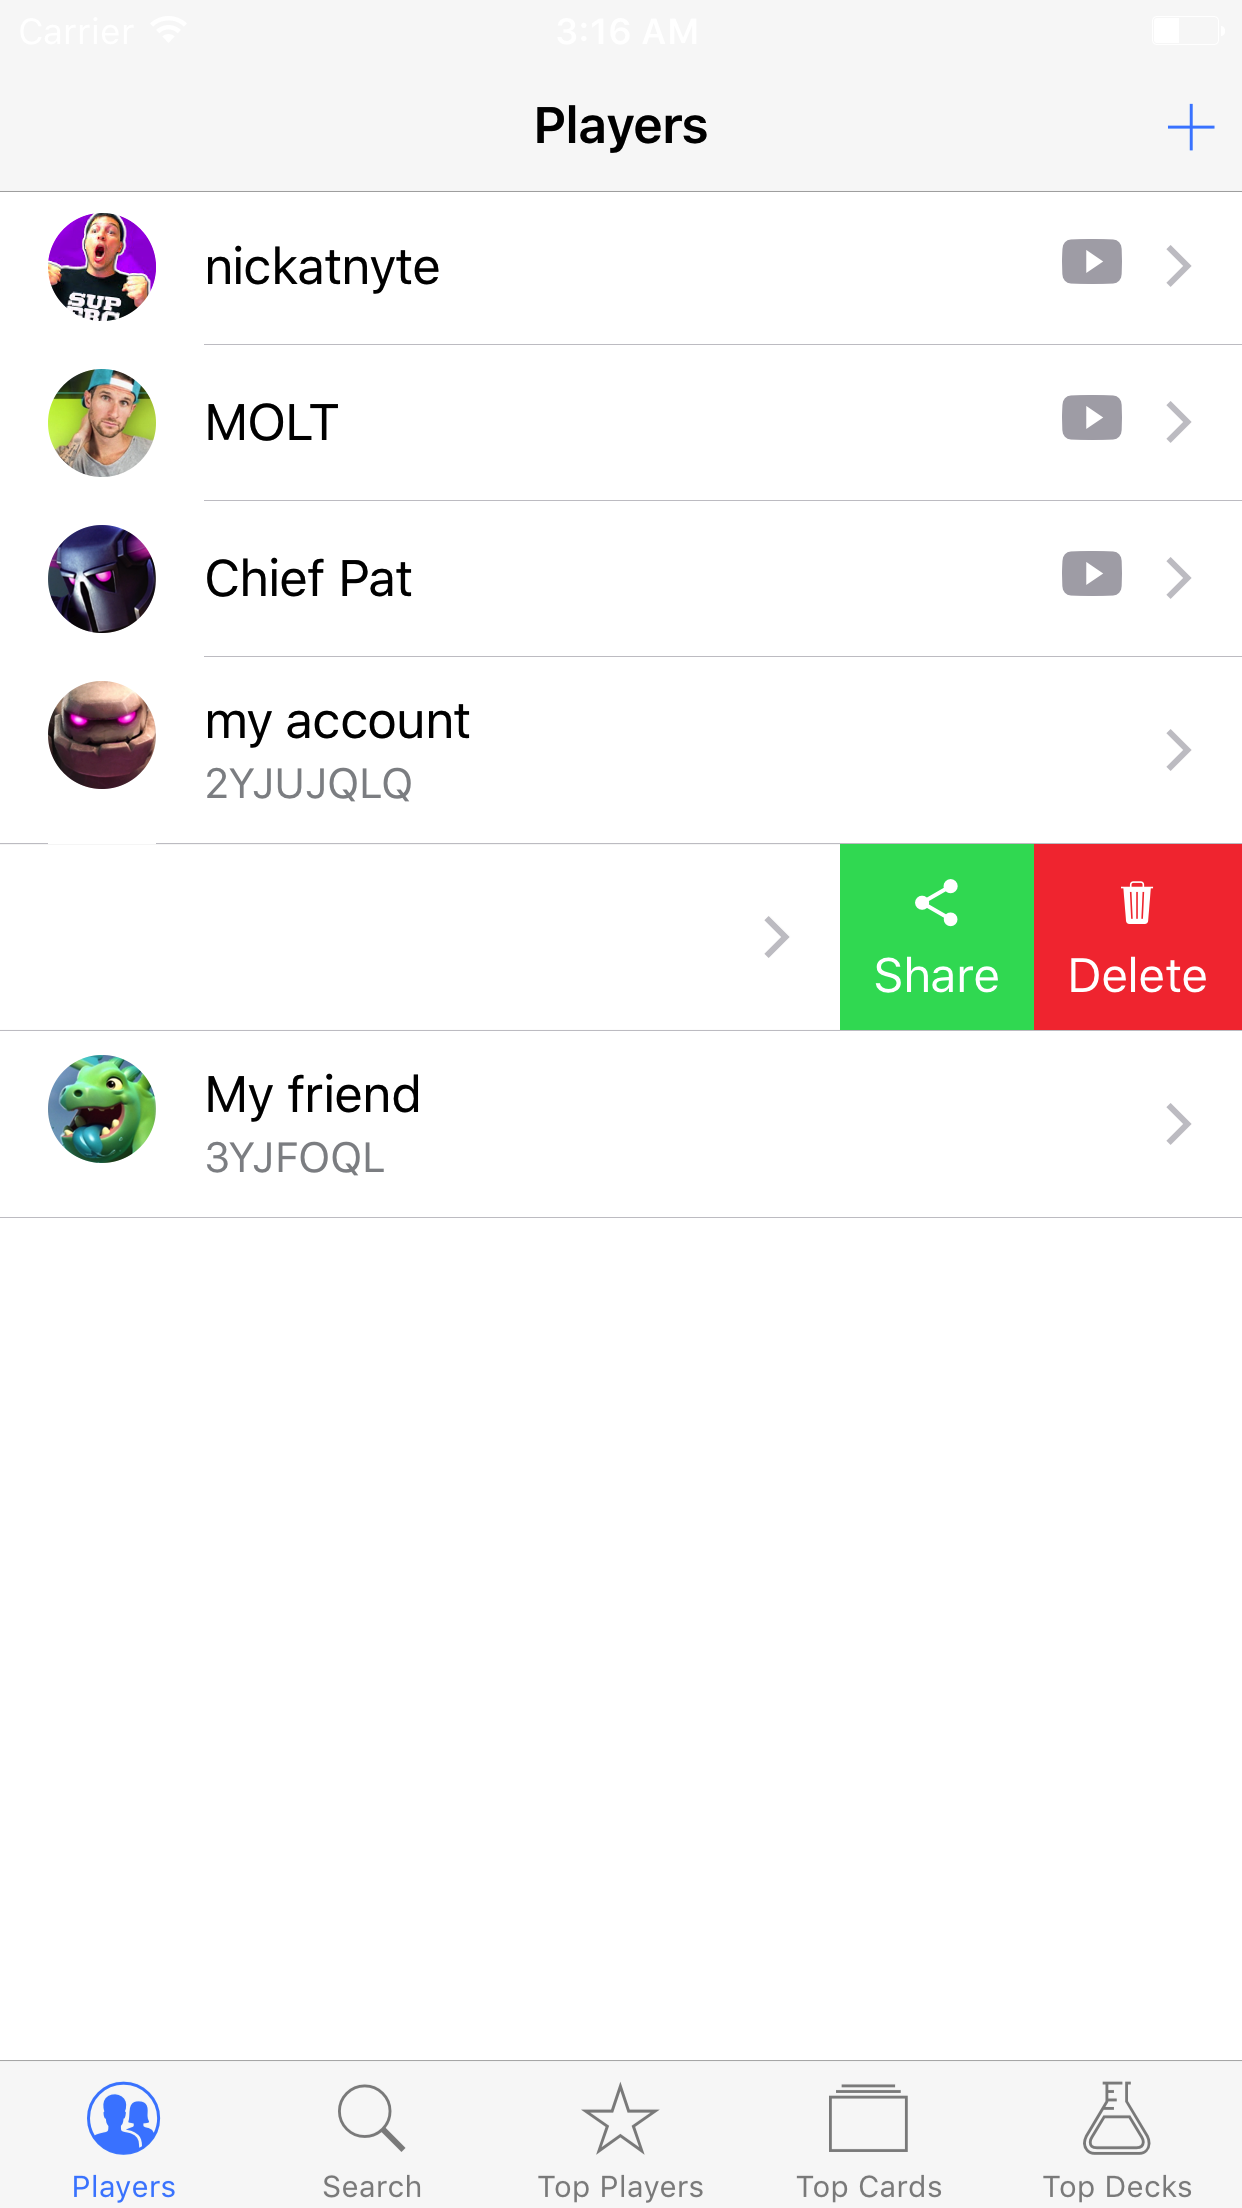 Carrier 3:16 AM
Players
nickatnyte
MOLT
Chief Pat
my account
2YJUJQLQ
Share Delete
My friend
3YJFOQL
Players Search Top Players Top Cards Top Decks